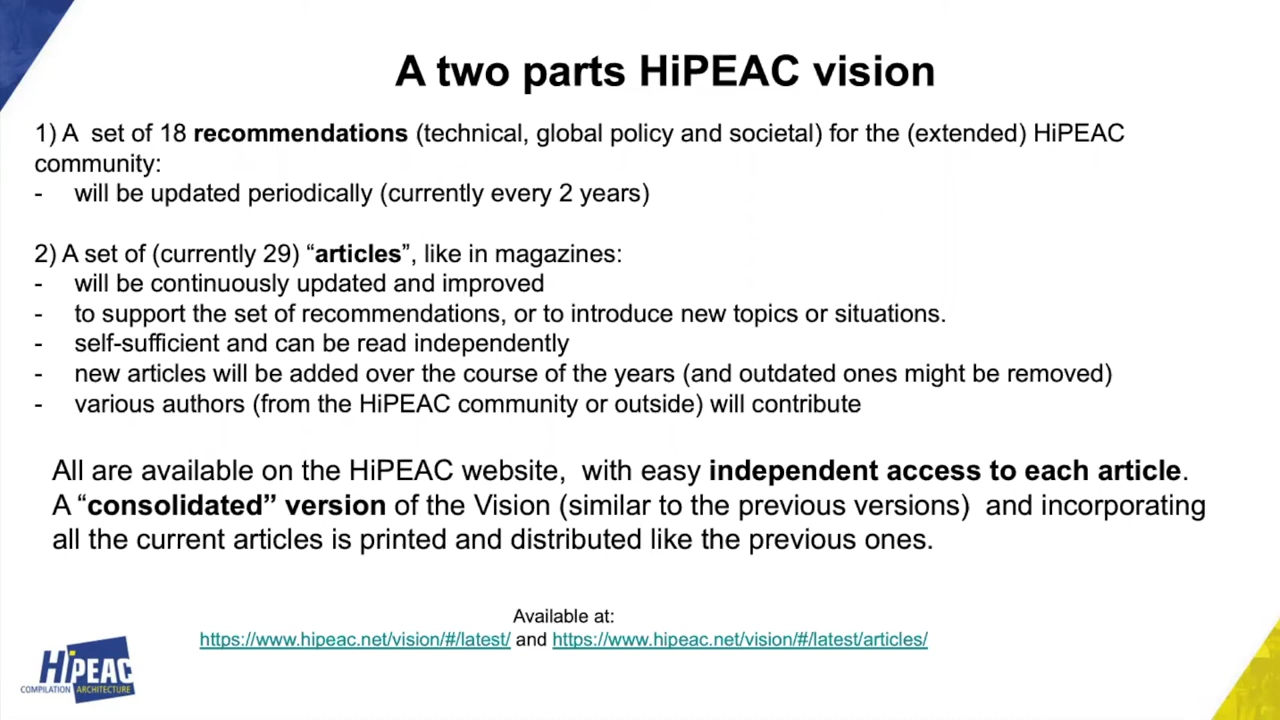 A two parts HiPEAC vision
1) A set of 18 recommendations (technical, global policy and societal) for the (extended) HiPEAC
community:
- will be updated periodically (currently every 2 years)
2) A set of (currently 29) “articles”, like in magazines:
- will be continuously updated and improved
- to support the set of recommendations, or to introduce new topics or situations.
- self-sufficient and can be read independently
- new articles will be added over the course of the years (and outdated ones might be removed)
- various authors (from the HiPEAC community or outside) will contribute
All are available on the HiPEAC website, with easy independent access to each article.
A “consolidated” version of the Vision (similar to the previous versions) and incorporating
all the current articles is printed and distributed like the previous ones.
Available at:
https://www.hipeac.net/vision/#/latest/ and https://www.hipeac.net/vision/#/latest/articles/
HiPEAC
COMPILATION ARCHITECTURE